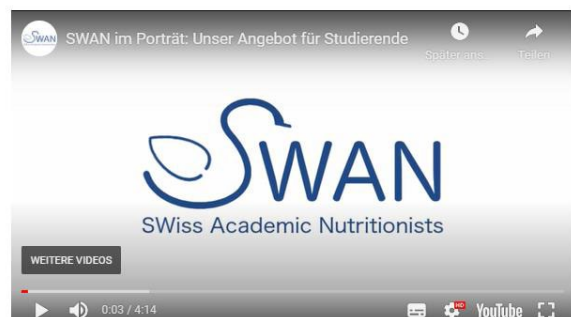 SWAN
SWAN im Porträt: Unser Angebot für Studierende
Später ans...
Teilen
SWAN
SWiss Academic Nutritionists
WEITERE VIDEOS
0:03 / 4:14
HD
YouTube